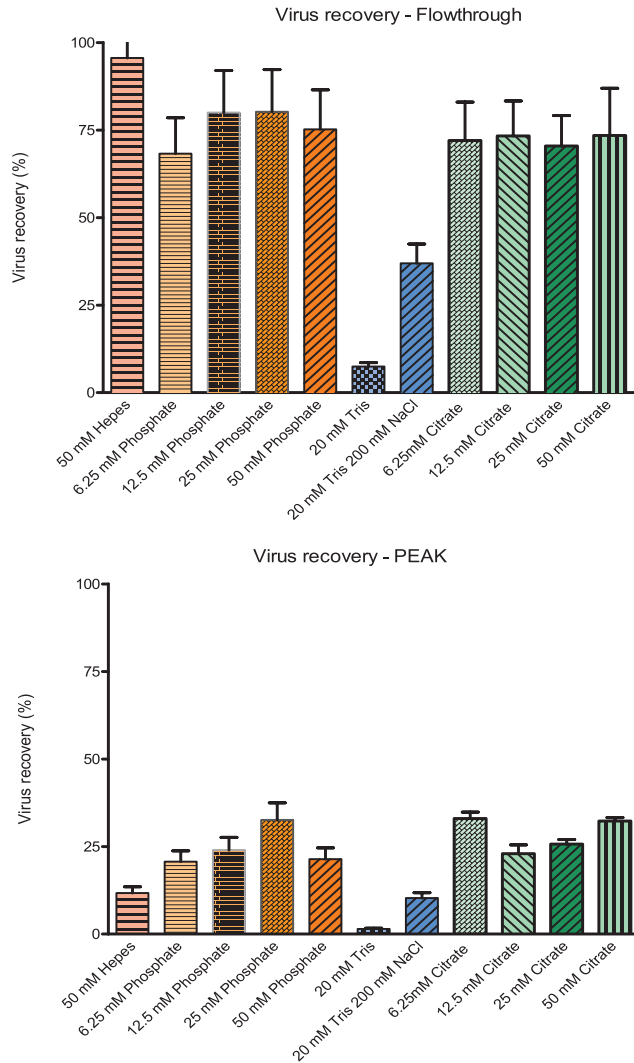 Virus recovery - Flowthrough
Virus recovery (%)
100
75
50
25
0
50 mM Hepes
6.25 mM Phosphate
12.5 mM Phosphate
25 mM Phosphate
50 mM Phosphate
20 mM Tris
20 mM Tris 200 mM NaCl
6.25mM Citrate
12.5 mM Citrate
25 mM Citrate
50 mM Citrate
Virus recovery - PEAK
Virus recovery (%)
100
75
50
25
0
50 mM Hepes
6.25 mM Phosphate
12.5 mM Phosphate
25 mM Phosphate
50 mM Phosphate
20 mM Tris
20 mM Tris 200 mM NaCl
6.25mM Citrate
12.5 mM Citrate
25 mM Citrate
50 mM Citrate